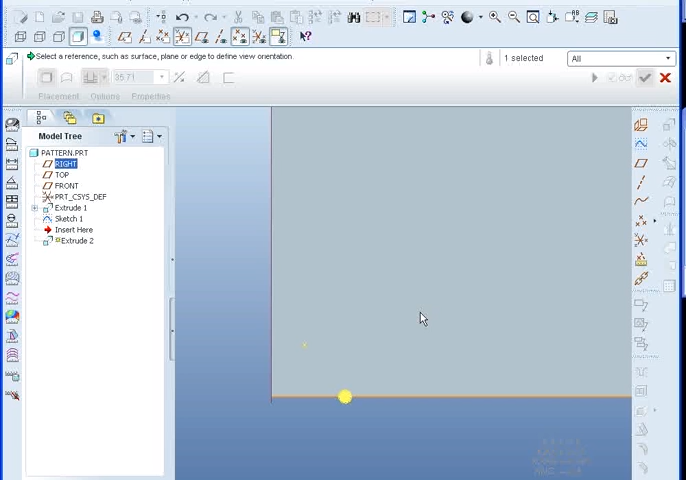 Select a reference, such as surface, plane or edge to define view orientation.
1 selected
All
36.71
Placement Options Properties
Model Tree
PATTERN.PRT
RIGHT
TOP
FRONT
PRT_CSYS_DEF
Extrude 1
Sketch 1
Insert Here
Extrude 2